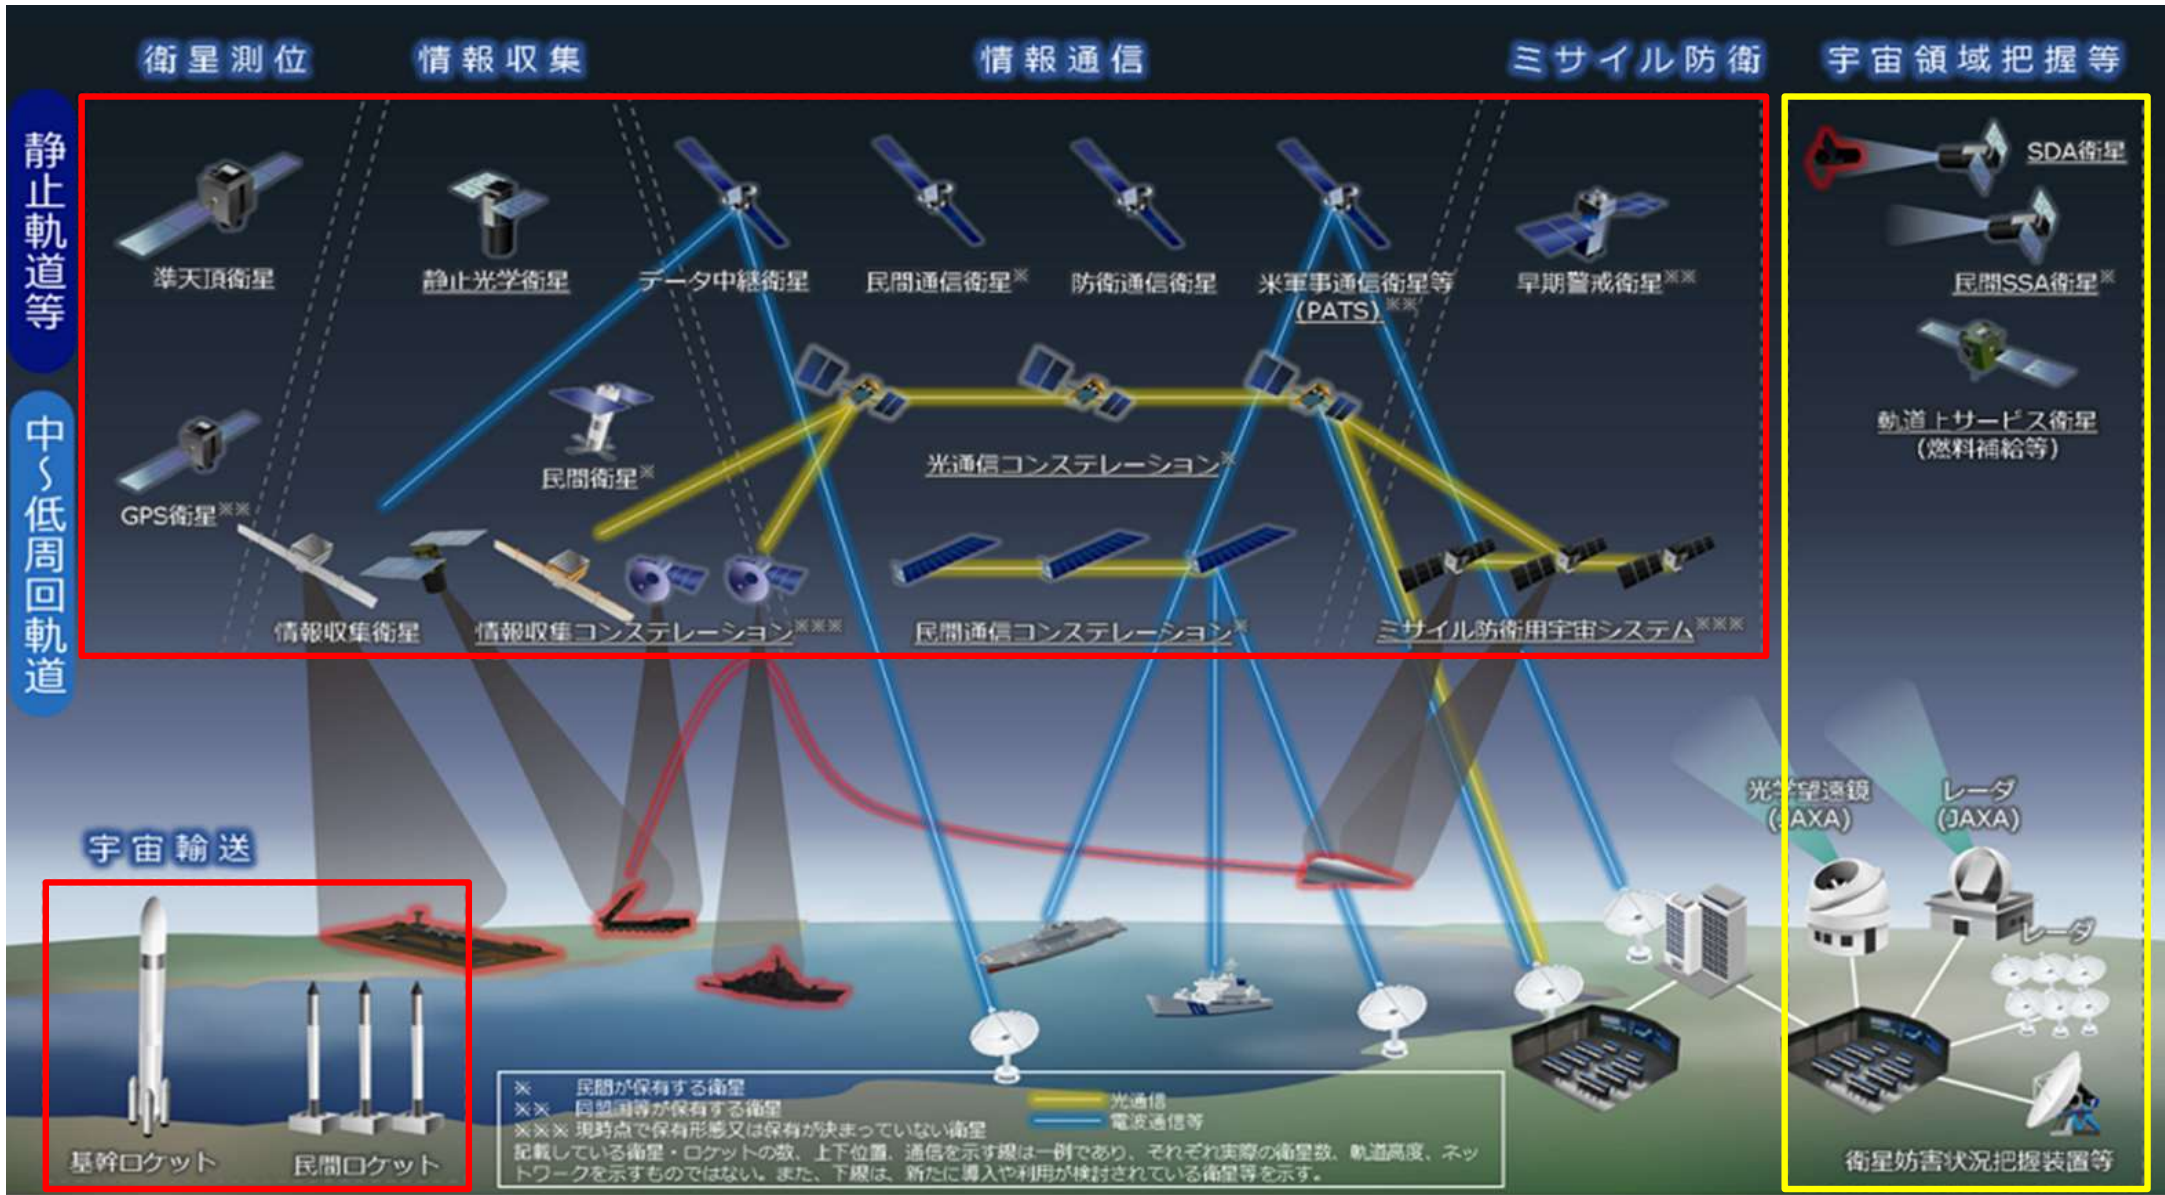 衛星測位
情報収集
情報通信
ミサイル防衛
宇宙領域把握等
静止軌道等
中～低周回軌道
準天頂衛星
静止光学衛星
データ中継衛星
民間通信衛星※
防衛通信衛星
米軍事通信衛星等
(PATS)※※
早期警戒衛星※※
SDA衛星
民間SSA衛星※
軌道上サービス衛星
(燃料補給等)
GPS衛星※※
民間衛星※
光通信コンステレーション※
情報収集衛星
情報収集コンステレーション※※※
民間通信コンステレーション※
ミサイル防衛用宇宙システム※※※
光学望遠鏡
(JAXA)
レーダ
(JAXA)
レーダ
宇宙輸送
基幹ロケット
民間ロケット
衛星妨害状況把握装置等
※　民間が保有する衛星
※※　同盟国等が保有する衛星
※※※ 現時点で保有形態又は保有が決まっていない衛星
光通信
電波通信等
記載している衛星・ロケットの数、上下位置、通信を示す線は一例であり、それぞれ実際の衛星数、軌道高度、ネッ
トワークを示すものではない。また、下線は、新たに導入や利用が検討されている衛星等を示す。